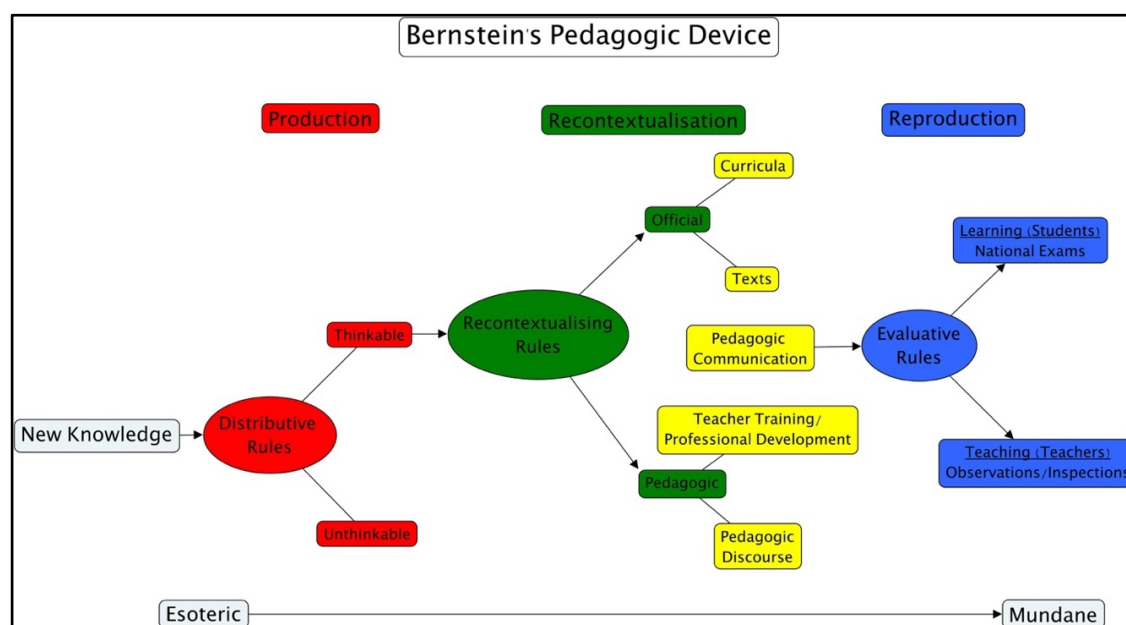 Bernstein's Pedagogic Device
Production
Recontextualisation
Reproduction
Curricula
Official
Texts
Learning (Students)
National Exams
Thinkable
Recontextualising
Rules
Pedagogic
Communication
Evaluative
Rules
New Knowledge
Distributive
Rules
Teacher Training/
Professional Development
Pedagogic
Pedagogic
Discourse
Teaching (Teachers)
Observations/Inspections
Unthinkable
Esoteric
Mundane